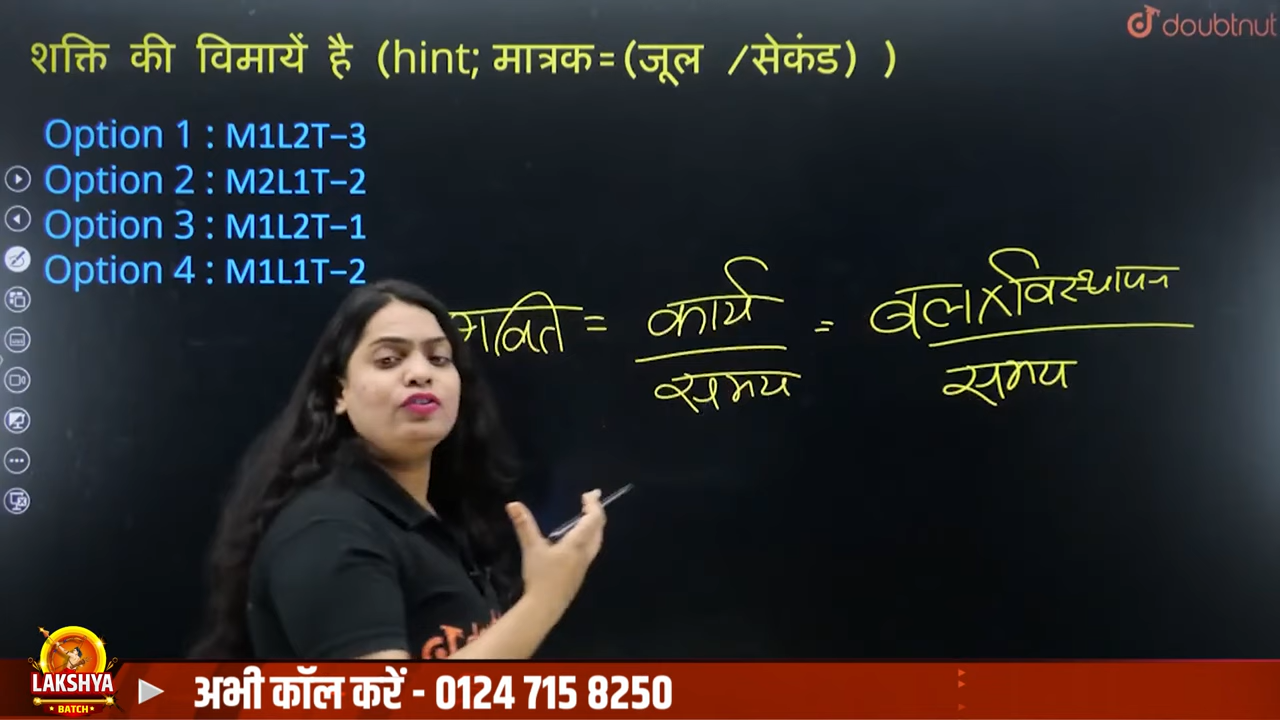 doubtnut
शक्ति की विमायें है (hint; मात्रक=(जूल /सेकंड) )
Option 1 : M1L2T−3
Option 2 : M2L1T−2
Option 3 : M1L2T−1
Option 4 : M1L1T−2
= कार्य = बल×विस्थापन
समय समय
LAKSHYA
BATCH
अभी कॉल करें - 0124 715 8250